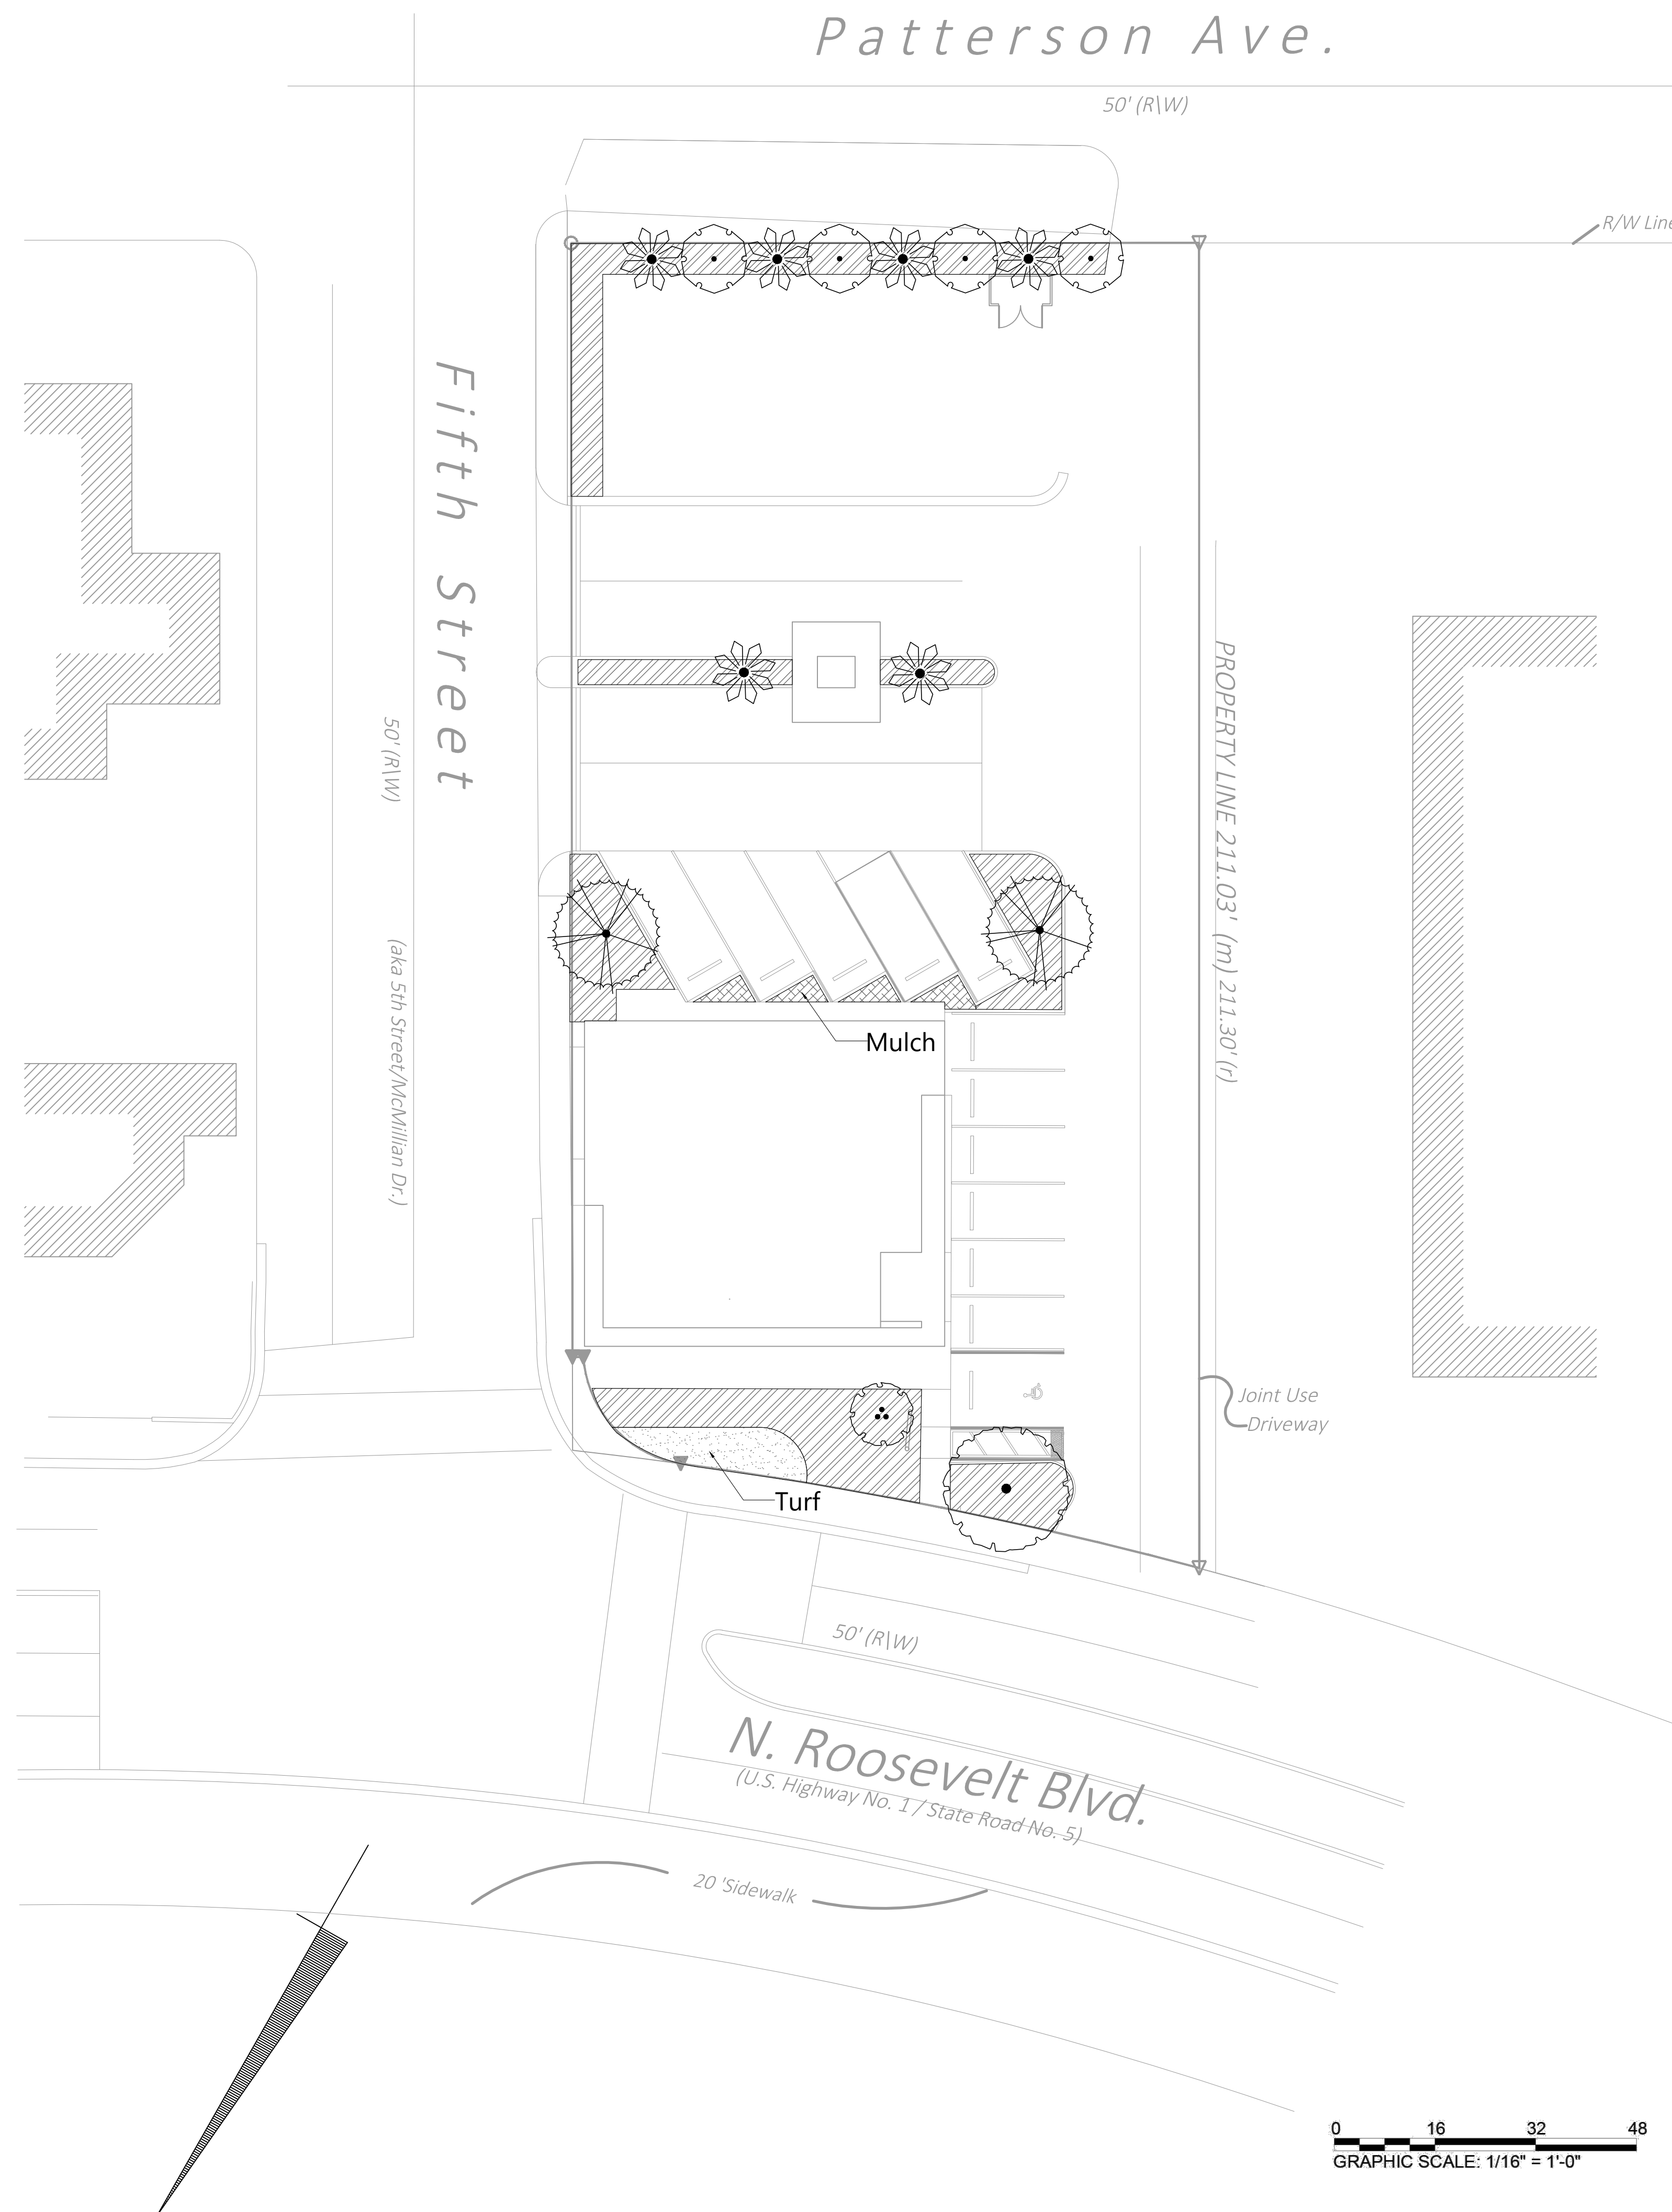 Patterson Ave.
50' (R\W)
R/W Line
Fifth Street
50' (R\W)
(aka 5th Street/McMillian Dr.)
PROPERTY LINE 211.03' (m) 211.30'(r)
Mulch
Joint Use
Driveway
Turf
50' (R\W)
N. Roosevelt Blvd.
(U.S. Highway No. 1 / State Road No. 5)
20 'Sidewalk
0 16 32 48
GRAPHIC SCALE: 1/16" = 1'-0"